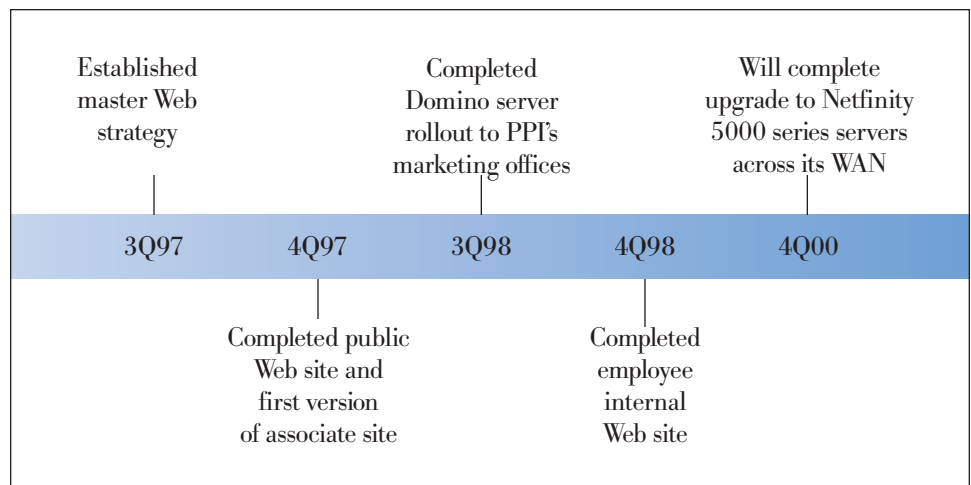 Established
master Web
strategy
Completed
Domino server
rollout to PPI's
marketing offices
Will complete
upgrade to Netfinity
5000 series servers
across its WAN
3Q97
4Q97
3Q98
4Q98
4Q00
Completed public
Web site and
first version
of associate site
Completed
employee
internal
Web site